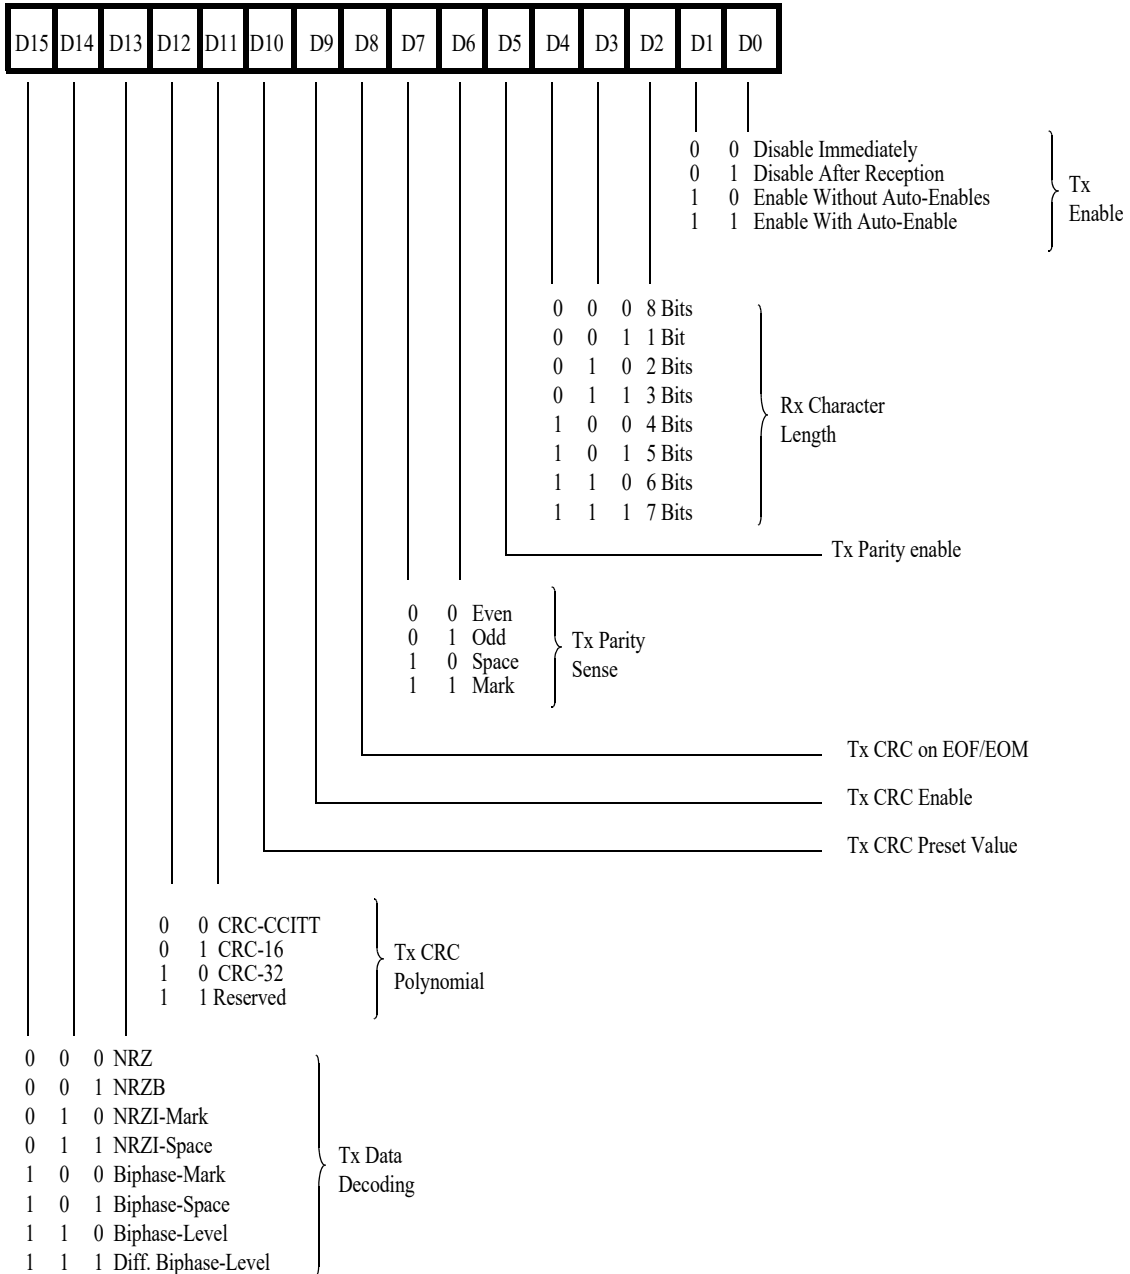 D15 D14 D13 D12 D11 D10 D9 D8 D7 D6 D5 D4 D3 D2 D1 D0
0 0 Disable Immediately
0 1 Disable After Reception
1 0 Enable Without Auto-Enables
1 1 Enable With Auto-Enable
Tx
Enable
0 0 0 8 Bits
0 0 1 1 Bit
0 1 0 2 Bits
0 1 1 3 Bits
1 0 0 4 Bits
1 0 1 5 Bits
1 1 0 6 Bits
1 1 1 7 Bits
Rx Character
Length
Tx Parity enable
0 0 Even
0 1 Odd
1 0 Space
1 1 Mark
Tx Parity
Sense
Tx CRC on EOF/EOM
Tx CRC Enable
Tx CRC Preset Value
0 0 CRC-CCITT
0 1 CRC-16
1 0 CRC-32
1 1 Reserved
Tx CRC
Polynomial
0 0 0 NRZ
0 0 1 NRZB
0 1 0 NRZI-Mark
0 1 1 NRZI-Space
1 0 0 Biphase-Mark
1 0 1 Biphase-Space
1 1 0 Biphase-Level
1 1 1 Diff. Biphase-Level
Tx Data
Decoding